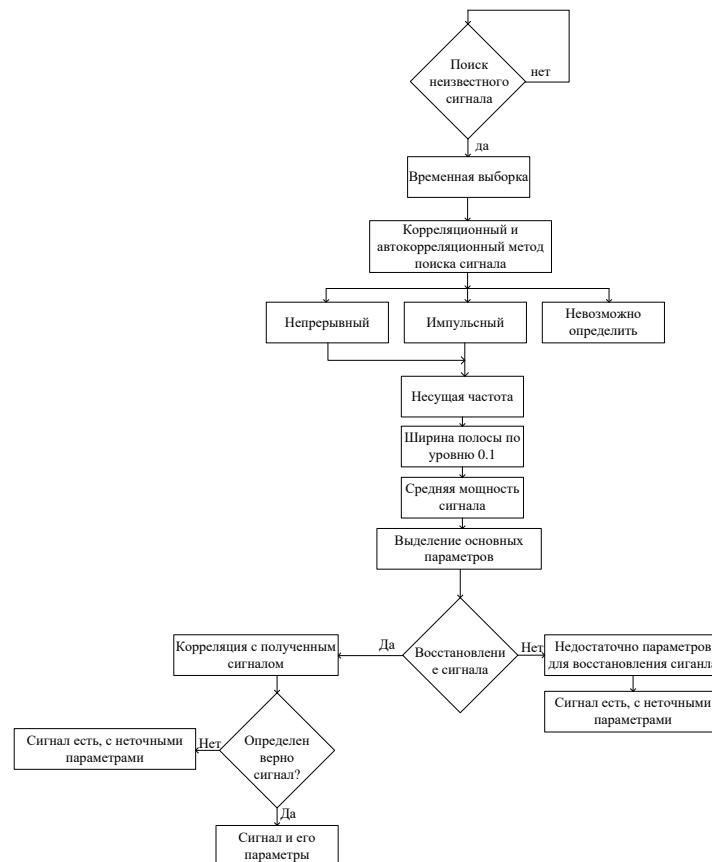 Поиск
неизвестного
сигнала
нет
да
Временная выборка
Корреляционный и
автокорреляционный метод
поиска сигнала
Непрерывный
Импульсный
Невозможно
определить
Несущая частота
Ширина полосы по
уровню 0.1
Средняя мощность
сигнала
Выделение основных
параметров
Восстановлени
е сигнала
Да
Нет
Корреляция с полученным
сигналом
Недостаточно параметров
для восстановления сиганла
Сигнал есть, с неточными
параметрами
Определен
верно
сигнал?
Нет
Сигнал есть, с неточными
параметрами
Да
Сигнал и его
параметры